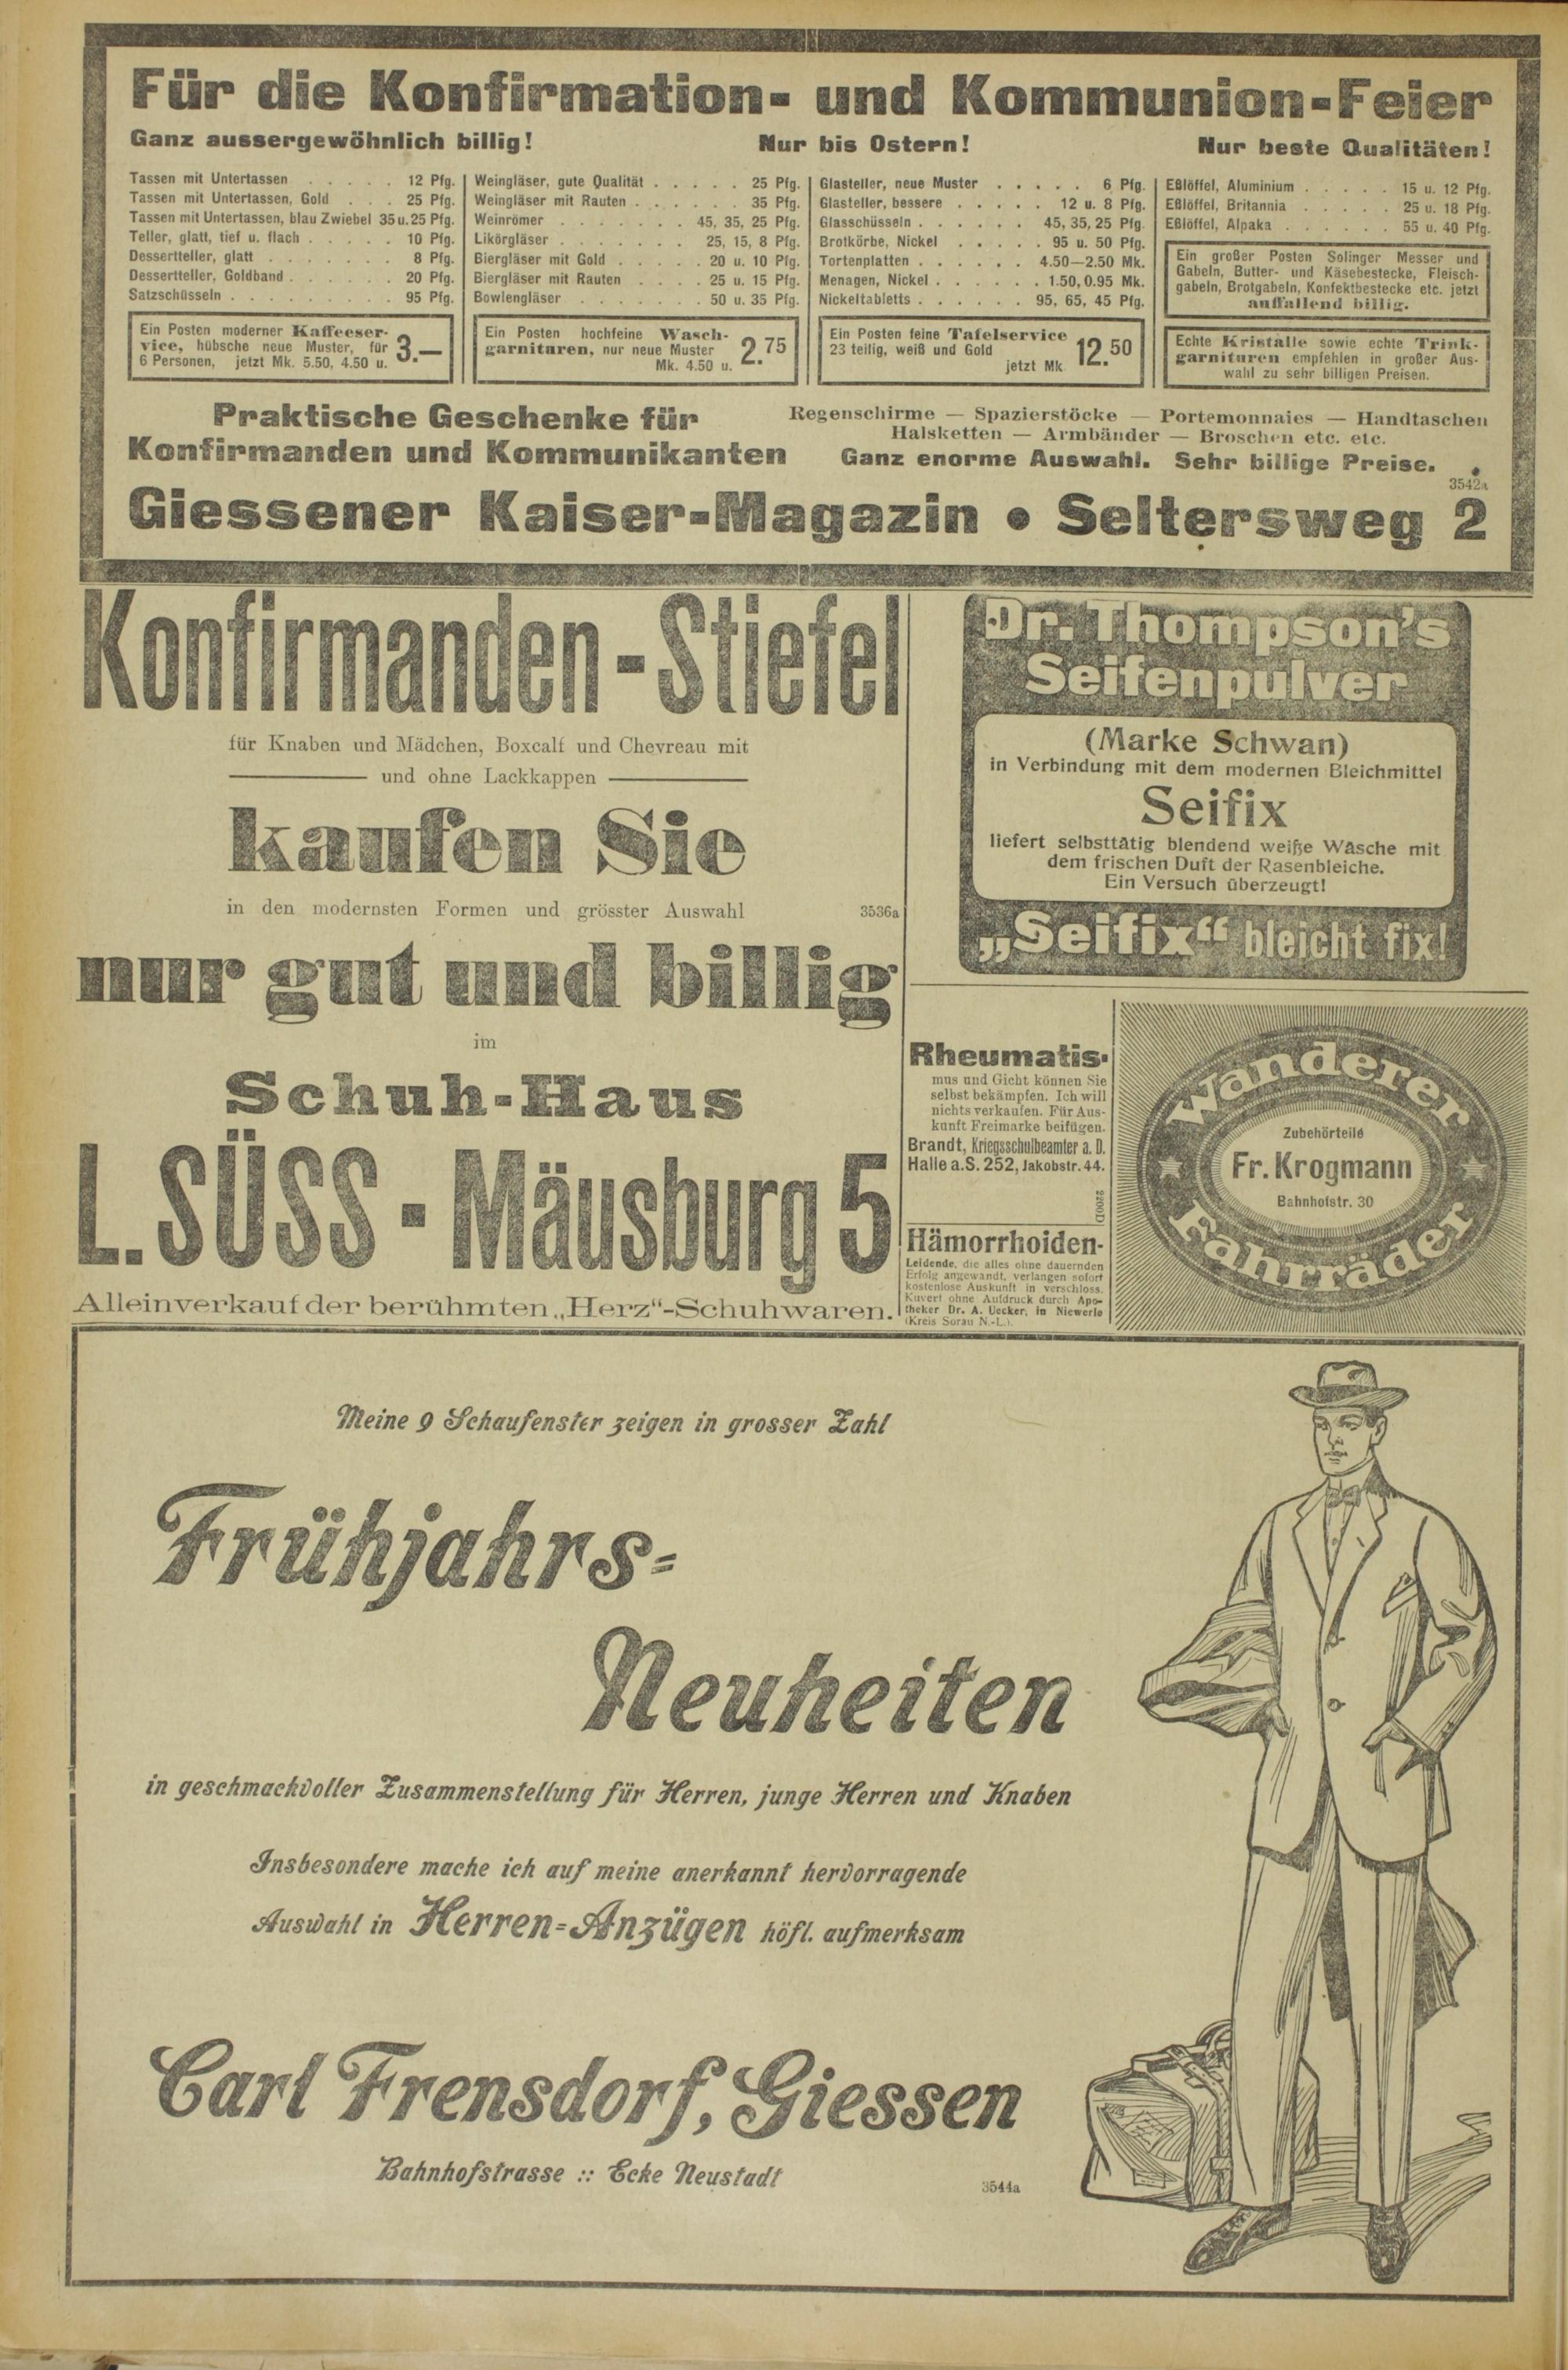 Für die Konfirmation- und Kommunion-Feier
Ganz aussergewöhnlich billig! Nur bis Ostern! Nur beste Qualitäten!
Tassen mit Untertassen . . . . . 12 Pfg.
Tassen mit Untertassen, Gold . . . 25 Pfg.
Tassen mit Untertassen, blau Zwiebel 35 u. 25 Pfg.
Teller, glatt, tief u. flach . . . . . 10 Pfg.
Dessertteller, glatt . . . . . . . 8 Pfg.
Dessertteller, Goldband . . . . . . 20 Pfg.
Satzschüsseln . . . . . . . . . 95 Pfg.
Ein Posten moderner Kaffeeser-
vice, hübsche neue Muster, für
6 Personen, jetzt Mk. 5.50, 4.50 u. 3.—
Weingläser, gute Qualität . . . . . 25 Pfg.
Weingläser mit Rauten . . . . . . 35 Pfg.
Weinrömer . . . . . . . 45, 35, 25 Pfg.
Likörgläser . . . . . . . 25, 15, 8 Pfg.
Biergläser mit Gold . . . . . 20 u. 10 Pfg.
Biergläser mit Rauten . . . . 25 u. 15 Pfg.
Bowlengläser . . . . . . . 50 u. 35 Pfg.
Ein Posten hochfeine Wasch-
garnituren, nur neue Muster
Mk. 4.50 u. 2.75
Glasteller, neue Muster . . . . . 6 Pfg.
Glasteller, bessere . . . . . 12 u. 8 Pfg.
Glasschüsseln . . . . . . 45, 35, 25 Pfg.
Brotkörbe, Nickel . . . . . 95 u. 50 Pfg.
Tortenplatten . . . . . . 4.50—2.50 Mk.
Menagen, Nickel . . . . . . 1.50, 0.95 Mk.
Nickeltabletts . . . . . . 95, 65, 45 Pfg.
Ein Posten feine Tafelservice
23 teilig, weiß und Gold
jetzt Mk. 12.50
Eßlöffel, Aluminium . . . . . 15 u. 12 Pfg.
Eßlöffel, Britannia . . . . . 25 u. 18 Pfg.
Eßlöffel, Alpaka . . . . . . 55 u. 40 Pfg.
Ein großer Posten Solinger Messer und
Gabeln, Butter- und Käsebestecke, Fleisch-
gabeln, Brotgabeln, Konfektbestecke etc. jetzt
auffallend billig.
Echte Kristalle sowie echte Trink-
garnituren empfehlen in großer Aus-
wahl zu sehr billigen Preisen.
Praktische Geschenke für
Konfirmanden und Kommunikanten
Regenschirme — Spazierstöcke — Portemonnaies — Handtaschen
Halsketten — Armbänder — Broschen etc. etc.
Ganz enorme Auswahl. Sehr billige Preise.
3542a
Giessener Kaiser-Magazin • Seltersweg 2
Konfirmanden-Stiefel
für Knaben und Mädchen, Boxcalf und Chevreau mit
und ohne Lackkappen
kaufen Sie
in den modernsten Formen und grösster Auswahl
3536a
nur gut und billig
im
Schuh-Haus
L. SÜSS - Mäusburg 5
Alleinverkauf der berühmten „Herz“-Schuhwaren.
Dr. Thompson's
Seifenpulver
(Marke Schwan)
in Verbindung mit dem modernen Bleichmittel
Seifix
liefert selbsttätig blendend weiße Wäsche mit
dem frischen Duft der Rasenbleiche.
Ein Versuch überzeugt!
„Seifix“ bleicht fix!
Rheumatis-
mus und Gicht können Sie
selbst bekämpfen. Ich will
nichts verkaufen. Für Aus-
kunft Freimarke beifügen.
Brandt, Kriegsschulbeamter a. D.
Halle a. S. 252, Jakobstr. 44.
2200D
Hämorrhoiden-
Leidende, die alles ohne dauernden
Erfolg angewandt, verlangen sofort
kostenlose Auskunft in verschloss.
Kuvert ohne Aufdruck durch Apo-
theker Dr. A. Uecker, in Niewerle
(Kreis Sorau N.-L.).
Wanderer
Zubehörteile
Fr. Krogmann
Bahnhofstr. 30
Fahrräder
Meine 9 Schaufenster zeigen in grosser Zahl
Frühjahrs-
Neuheiten
in geschmackvoller Zusammenstellung für Herren, junge Herren und Knaben
Insbesondere mache ich auf meine anerkannt hervorragende
Auswahl in Herren-Anzügen höfl. aufmerksam
Carl Frensdorf, Giessen
Bahnhofstrasse :: Ecke Neustadt
3544a